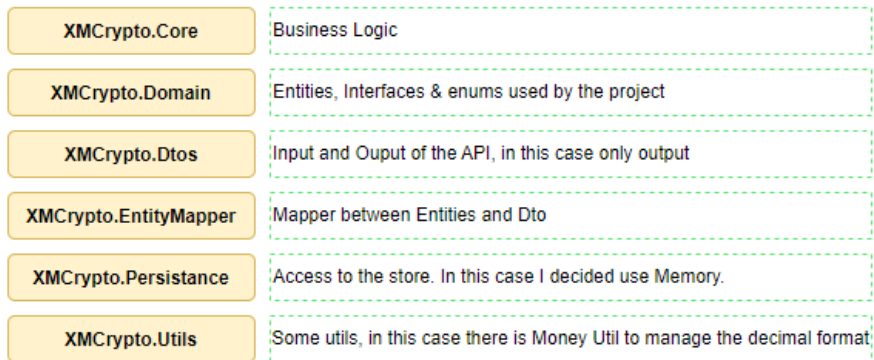 XMCrypto.Core Business Logic
XMCrypto.Domain Entities, Interfaces & enums used by the project
XMCrypto.Dtos Input and Ouput of the API, in this case only output
XMCrypto.EntityMapper Mapper between Entities and Dto
XMCrypto.Persistance Access to the store. In this case I decided use Memory.
XMCrypto.Utils Some utils, in this case there is Money Util to manage the decimal format